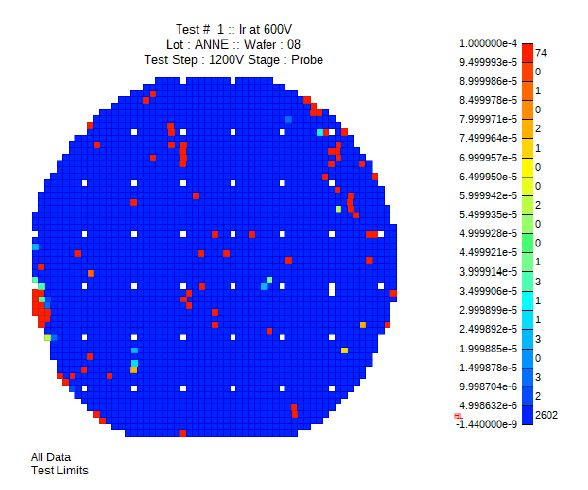 Test # 1 :: Ir at 600V
Lot : ANNE :: Wafer : 08
Test Step : 1200V Stage : Probe
1.000000e-4
74
9.499993e-5
0
8.999986e-5
1
8.499978e-5
0
7.999971e-5
2
7.499964e-5
1
6.999957e-5
0
6.499950e-5
0
5.999942e-5
2
5.499935e-5
0
4.999928e-5
0
4.499921e-5
1
3.999914e-5
3
3.499906e-5
1
2.999899e-5
1
2.499892e-5
3
1.999885e-5
0
1.499878e-5
3
9.998704e-6
2
4.998632e-6
2602
-1.440000e-9
All Data
Test Limits